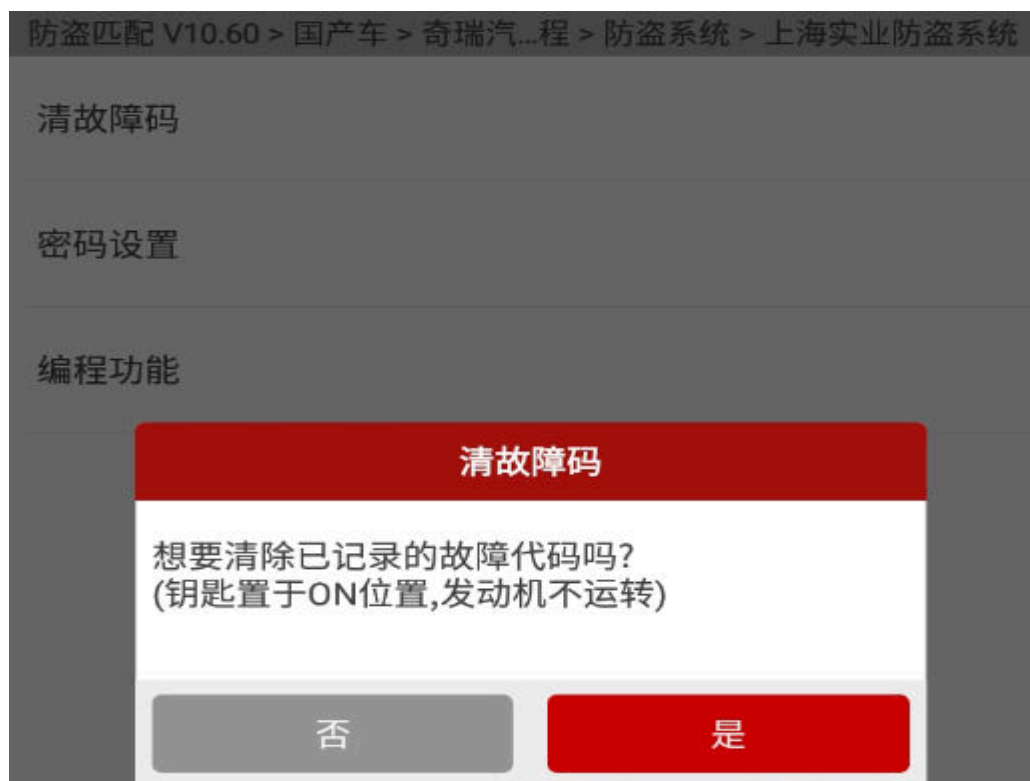 防盗匹配 V10.60 > 国产车 > 奇瑞汽...程 > 防盗系统 > 上海实业防盗系统
清故障码
密码设置
编程功能
清故障码
想要清除已记录的故障代码吗?
(钥匙置于ON位置,发动机不运转)
否
是